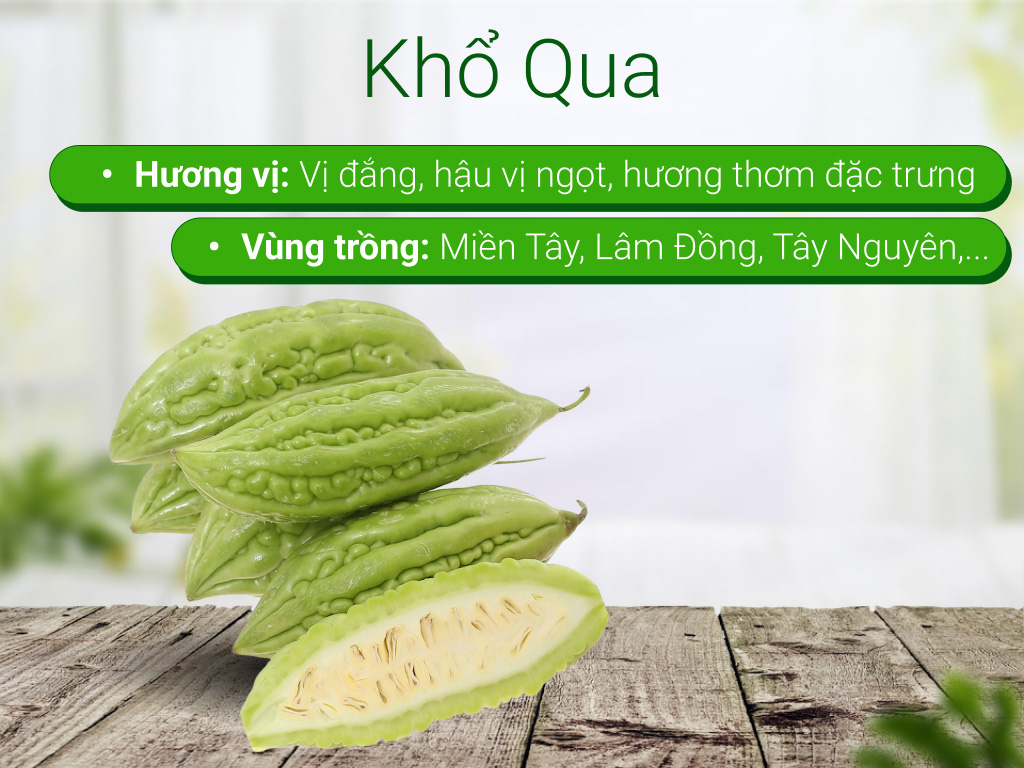 Khổ Qua
• Hương vị: Vị đắng, hậu vị ngọt, hương thơm đặc trưng
• Vùng trồng: Miền Tây, Lâm Đồng, Tây Nguyên,...